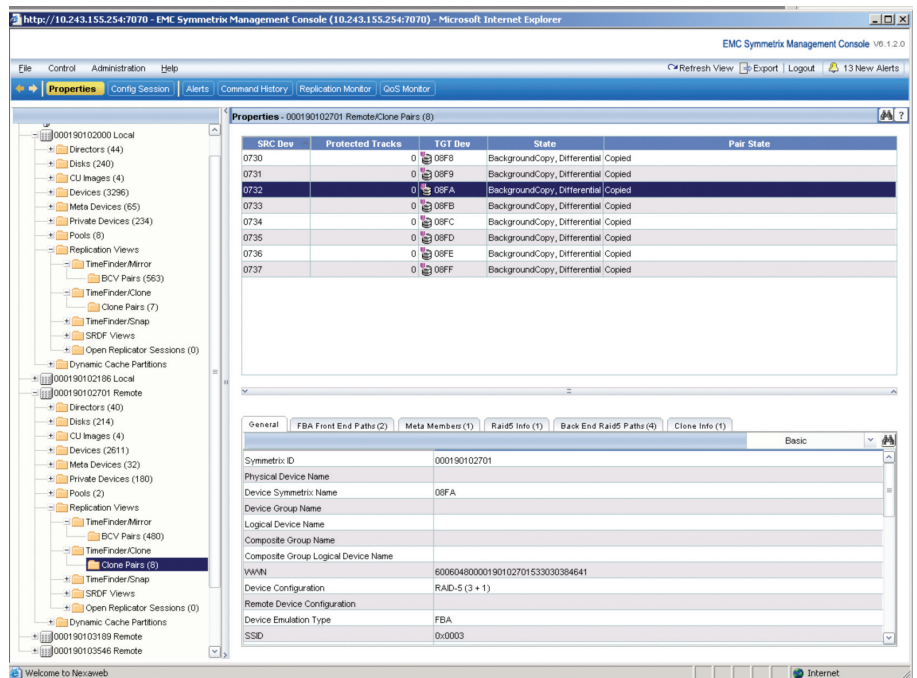 http://10.243.155.254:7070 - EMC Symmetrix Management Console (10.243.155.254:7070) - Microsoft Internet Explorer
EMC Symmetrix Management Console V6.1.2.0
File Control Administration Help Refresh View Export Logout 13 New Alerts
Properties Config Session Alerts Command History Replication Monitor QoS Monitor
000190102000 Local
Directors (44)
Disks (240)
CU Images (4)
Devices (3296)
Meta Devices (65)
Private Devices (234)
Pools (8)
Replication Views
TimeFinder/Mirror
BCV Pairs (563)
TimeFinder/Clone
Clone Pairs (7)
TimeFinder/Snap
SRDF Views
Open Replicator Sessions (0)
Dynamic Cache Partitions
000190102186 Local
000190102701 Remote
Directors (40)
Disks (214)
CU Images (4)
Devices (2611)
Meta Devices (32)
Private Devices (180)
Pools (2)
Replication Views
TimeFinder/Mirror
BCV Pairs (480)
TimeFinder/Clone
Clone Pairs (8)
TimeFinder/Snap
SRDF Views
Open Replicator Sessions (0)
Dynamic Cache Partitions
000190103189 Remote
000190103546 Remote
Properties - 000190102701 Remote/Clone Pairs (8) ?
SRC Dev Protected Tracks TGT Dev State Pair State
0730 0 08F8 BackgroundCopy, Differential Copied
0731 0 08F9 BackgroundCopy, Differential Copied
0732 0 08FA BackgroundCopy, Differential Copied
0733 0 08FB BackgroundCopy, Differential Copied
0734 0 08FC BackgroundCopy, Differential Copied
0735 0 08FD BackgroundCopy, Differential Copied
0736 0 08FE BackgroundCopy, Differential Copied
0737 0 08FF BackgroundCopy, Differential Copied
General FBA Front End Paths (2) Meta Members (1) Raid5 Info (1) Back End Raid5 Paths (4) Clone Info (1)
Basic
Symmetrix ID 000190102701
Physical Device Name
Device Symmetrix Name 08FA
Device Group Name
Logical Device Name
Composite Group Name
Composite Group Logical Device Name
WWN 60060480000190102701533030384641
Device Configuration RAID-5 (3 + 1)
Remote Device Configuration
Device Emulation Type FBA
SSID 0x0003
Welcome to Nexaweb Internet